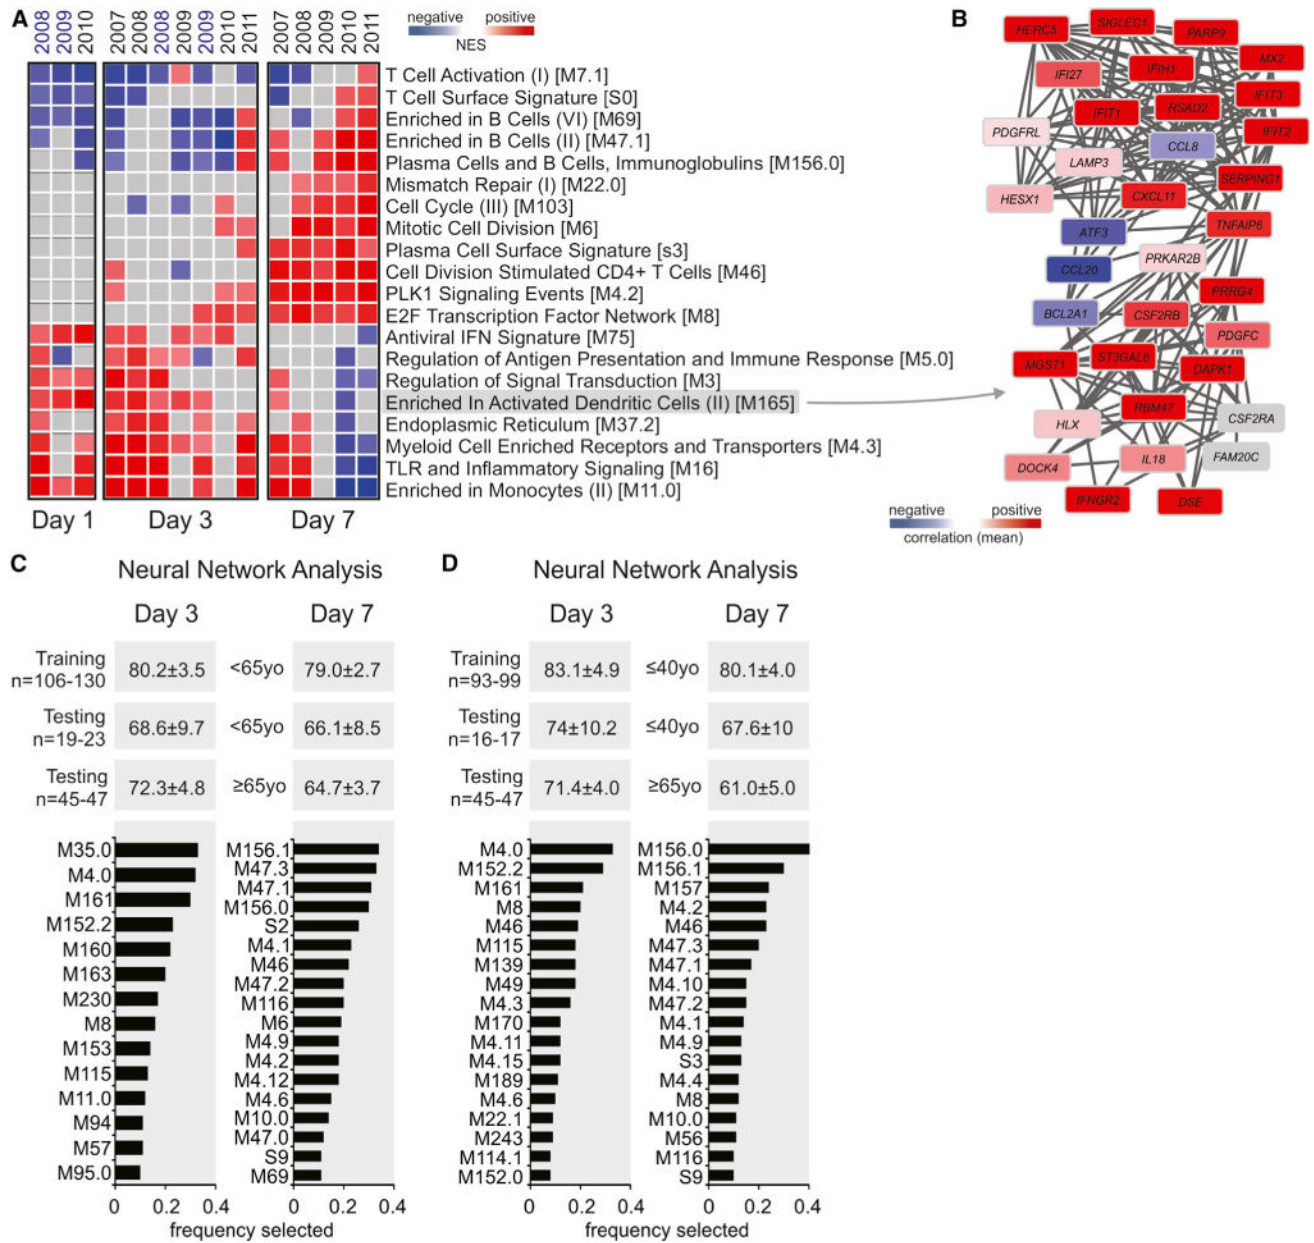 A
2008 2009 2010 2007 2008 2008 2009 2009 2010 2011 2007 2008 2009 2010 2011
negative positive
NES
T Cell Activation (I) [M7.1]
T Cell Surface Signature [S0]
Enriched in B Cells (VI) [M69]
Enriched in B Cells (II) [M47.1]
Plasma Cells and B Cells, Immunoglobulins [M156.0]
Mismatch Repair (I) [M22.0]
Cell Cycle (III) [M103]
Mitotic Cell Division [M6]
Plasma Cell Surface Signature [s3]
Cell Division Stimulated CD4+ T Cells [M46]
PLK1 Signaling Events [M4.2]
E2F Transcription Factor Network [M8]
Antiviral IFN Signature [M75]
Regulation of Antigen Presentation and Immune Response [M5.0]
Regulation of Signal Transduction [M3]
Enriched In Activated Dendritic Cells (II) [M165]
Endoplasmic Reticulum [M37.2]
Myeloid Cell Enriched Receptors and Transporters [M4.3]
TLR and Inflammatory Signaling [M16]
Enriched in Monocytes (II) [M11.0]
Day 1 Day 3 Day 7
B
HERC5 SIGLEC1 PARP9
MX2
IFI27 IFIH1
IFIT3
IFIT1 RSAD2
IFIT2
PDGFRL
CCL8
LAMP3
SERPING1
HESX1 CXCL11
TNFAIP6
ATF3
PRKAR2B
CCL20
PRRG4
BCL2A1 CSF2RB
PDGFC
MGST1 ST3GAL6 DAPK1
RBM47
HLX CSF2RA
DOCK4 IL18 FAM20C
IFNGR2 DSE
negative positive
correlation (mean)
C Neural Network Analysis
Day 3 Day 7
Training
n=106-130
80.2±3.5 <65yo 79.0±2.7
Testing
n=19-23
68.6±9.7 <65yo 66.1±8.5
Testing
n=45-47
72.3±4.8 ≥65yo 64.7±3.7
M35.0
M4.0
M161
M152.2
M160
M163
M230
M8
M153
M115
M11.0
M94
M57
M95.0
0 0.2 0.4
M156.1
M47.3
M47.1
M156.0
S2
M4.1
M46
M47.2
M116
M6
M4.9
M4.2
M4.12
M4.6
M10.0
M47.0
S9
M69
0 0.2 0.4
frequency selected
D Neural Network Analysis
Day 3 Day 7
Training
n=93-99
83.1±4.9 ≤40yo 80.1±4.0
Testing
n=16-17
74±10.2 ≤40yo 67.6±10
Testing
n=45-47
71.4±4.0 ≥65yo 61.0±5.0
M4.0
M152.2
M161
M8
M46
M115
M139
M49
M4.3
M170
M4.11
M4.15
M189
M4.6
M22.1
M243
M114.1
M152.0
0 0.2 0.4
M156.0
M156.1
M157
M4.2
M46
M47.3
M47.1
M4.10
M47.2
M4.1
M4.9
S3
M4.4
M8
M10.0
M56
M116
S9
0 0.2 0.4
frequency selected